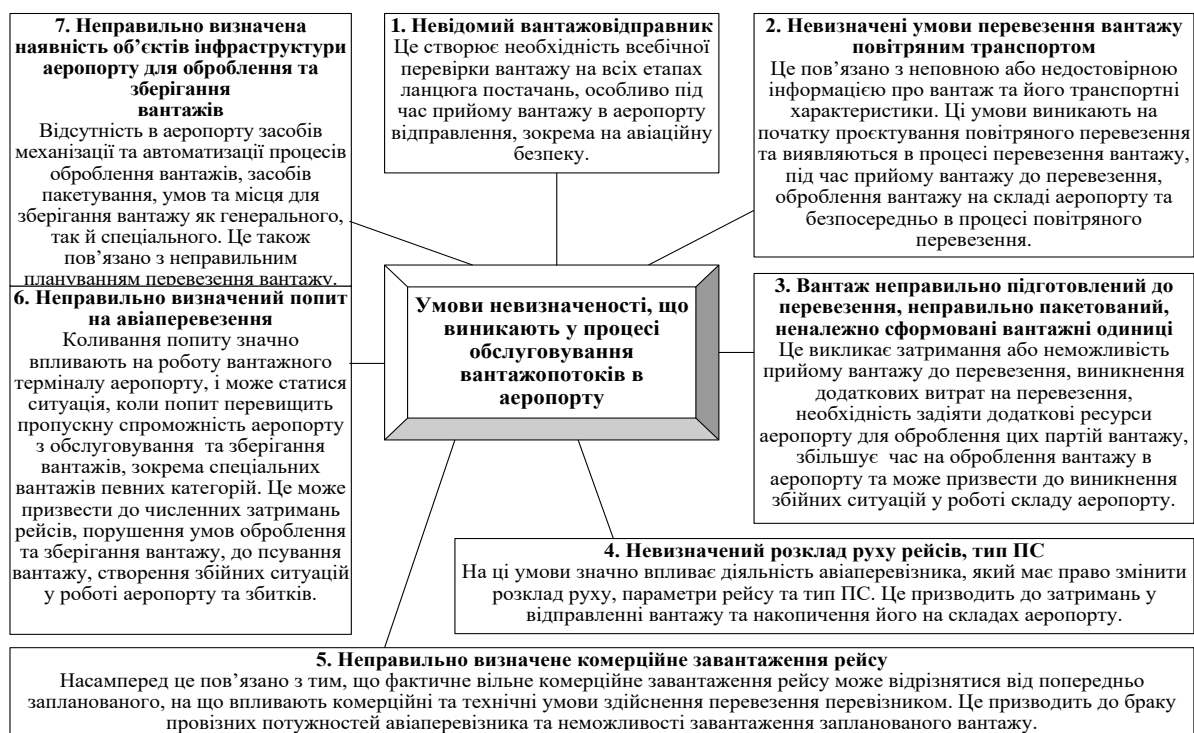 7. Неправильно визначена
наявність об’єктів інфраструктури
аеропорту для оброблення та
зберігання
вантажів
Відсутність в аеропорту засобів
механізації та автоматизації процесів
оброблення вантажів, засобів
пакетування, умов та місця для
зберігання вантажу як генерального,
так й спеціального. Це також
пов’язано з неправильним
плануванням перевезення вантажу.
1. Невідомий вантажовідправник
Це створює необхідність всебічної
перевірки вантажу на всіх етапах
ланцюга постачань, особливо під
час прийому вантажу в аеропорту
відправлення, зокрема на авіаційну
безпеку.
2. Невизначені умови перевезення вантажу
повітряним транспортом
Це пов’язано з неповною або недостовірною
інформацією про вантаж та його транспортні
характеристики. Ці умови виникають на
початку проєктування повітряного перевезення
та виявляються в процесі перевезення вантажу,
під час прийому вантажу до перевезення,
оброблення вантажу на складі аеропорту та
безпосередньо в процесі повітряного
перевезення.
6. Неправильно визначений попит
на авіаперевезення
Коливання попиту значно
впливають на роботу вантажного
терміналу аеропорту, і може статися
ситуація, коли попит перевищить
пропускну спроможність аеропорту
з обслуговування та зберігання
вантажів, зокрема спеціальних
вантажів певних категорій. Це може
призвести до численних затримань
рейсів, порушення умов оброблення
та зберігання вантажу, до псування
вантажу, створення збійних ситуацій
у роботі аеропорту та збитків.
Умови невизначеності, що
виникають у процесі
обслуговування
вантажопотоків в
аеропорту
3. Вантаж неправильно підготовлений до
перевезення, неправильно пакетований,
неналежно сформовані вантажні одиниці
Це викликає затримання або неможливість
прийому вантажу до перевезення, виникнення
додаткових витрат на перевезення,
необхідність задіяти додаткові ресурси
аеропорту для оброблення цих партій вантажу,
збільшує час на оброблення вантажу в
аеропорту та може призвести до виникнення
збійних ситуацій у роботі складу аеропорту.
4. Невизначений розклад руху рейсів, тип ПС
На ці умови значно впливає діяльність авіаперевізника, який має право змінити
розклад руху, параметри рейсу та тип ПС. Це призводить до затримань у
відправленні вантажу та накопичення його на складах аеропорту.
5. Неправильно визначене комерційне завантаження рейсу
Насамперед це пов’язано з тим, що фактичне вільне комерційне завантаження рейсу може відрізнятися від попередньо
запланованого, на що впливають комерційні та технічні умови здійснення перевезення перевізником. Це призводить до браку
провізних потужностей авіаперевізника та неможливості завантаження запланованого вантажу.